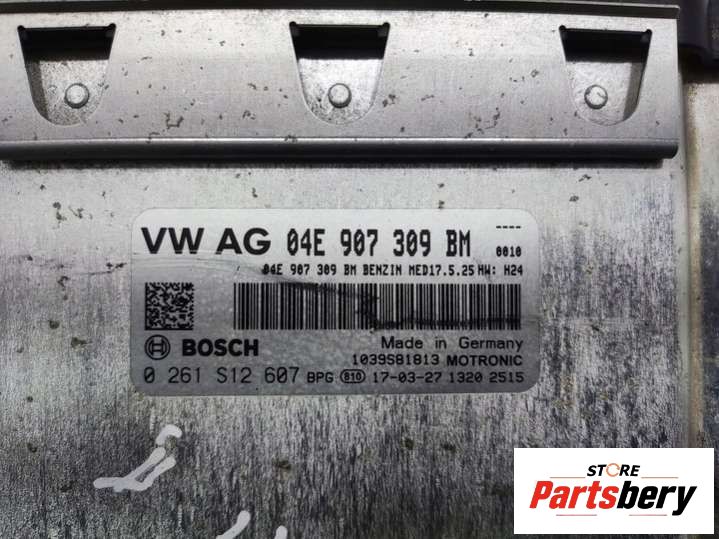 VW AG 04E 907 309 BM ----
0010
04E 907 309 BM BENZIN MED17.5.25 HW: H24
BOSCH Made in Germany
1039S81813 MOTRONIC
0 261 S12 607 BPG 810 17-03-27 1320 2515
STORE
Partsbery